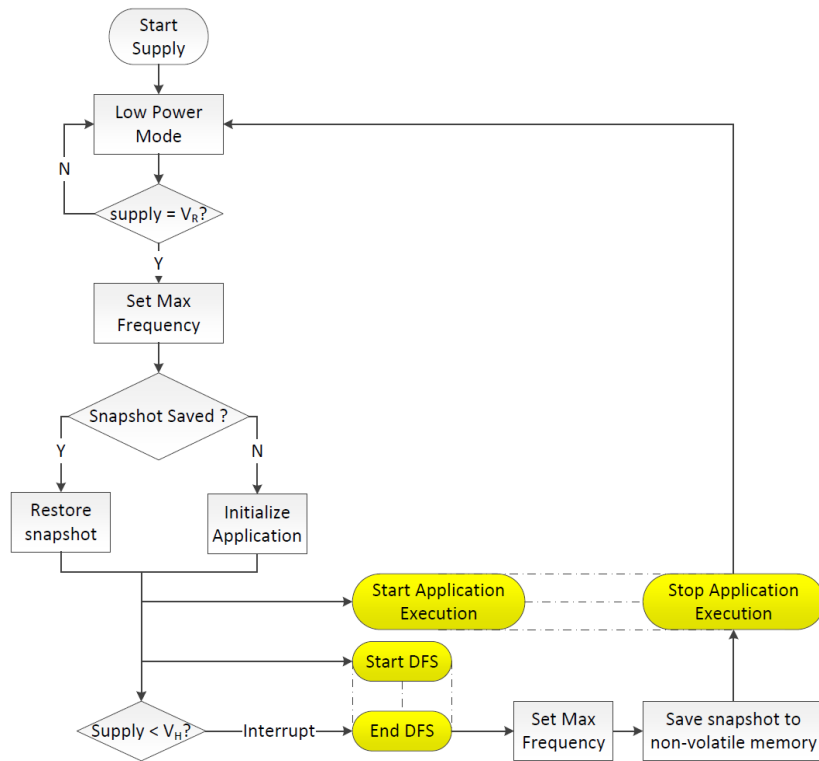 Start
Supply
Low Power
Mode
N
supply = VR?
Y
Set Max
Frequency
Snapshot Saved ?
Y
N
Restore
snapshot
Initialize
Application
Start Application
Execution
Stop Application
Execution
Start DFS
Supply < VH?
Interrupt
End DFS
Set Max
Frequency
Save snapshot to
non-volatile memory